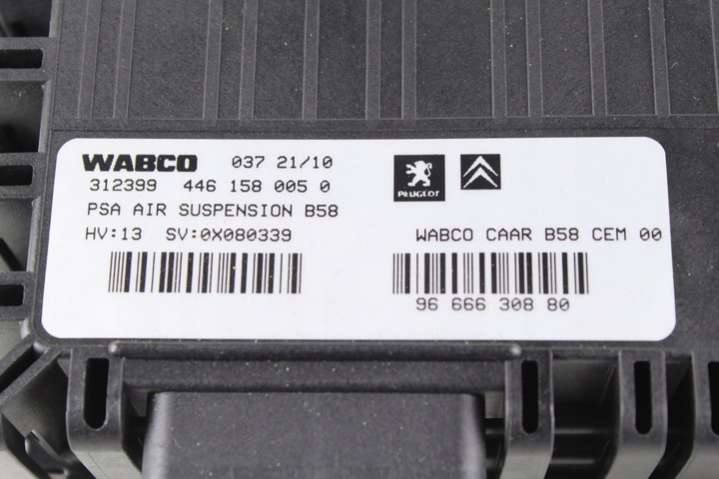 WABCO 037 21/10
312399 446 158 005 0
PSA AIR SUSPENSION B58
HV:13 SV:0X080339
PEUGEOT
WABCO CAAR B58 CEM 00
96 666 308 80